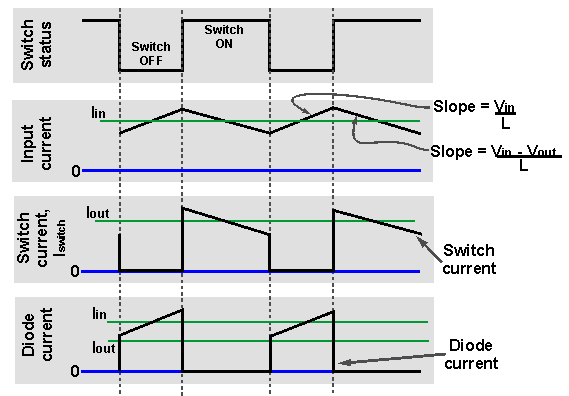 Switch
status
Switch
OFF
Switch
ON
Input
current
Iin
0
Slope = Vin
L
Slope = Vin - Vout
L
Switch
current,
Iswitch
Iout
0
Switch
current
Diode
current
Iin
Iout
0
Diode
current